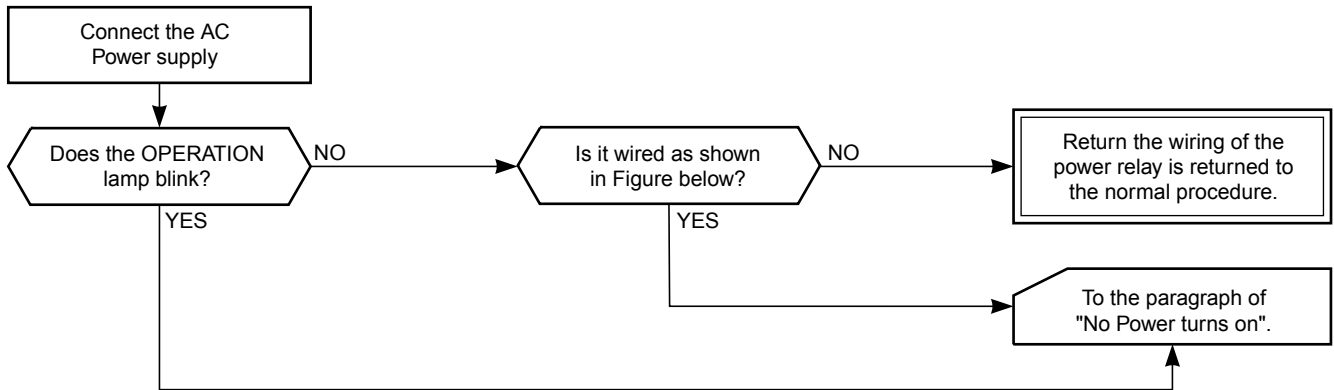 Connect the AC
Power supply
Does the OPERATION
lamp blink?
NO
YES
Is it wired as shown
in Figure below?
NO
YES
Return the wiring of the
power relay is returned to
the normal procedure.
To the paragraph of
"No Power turns on".